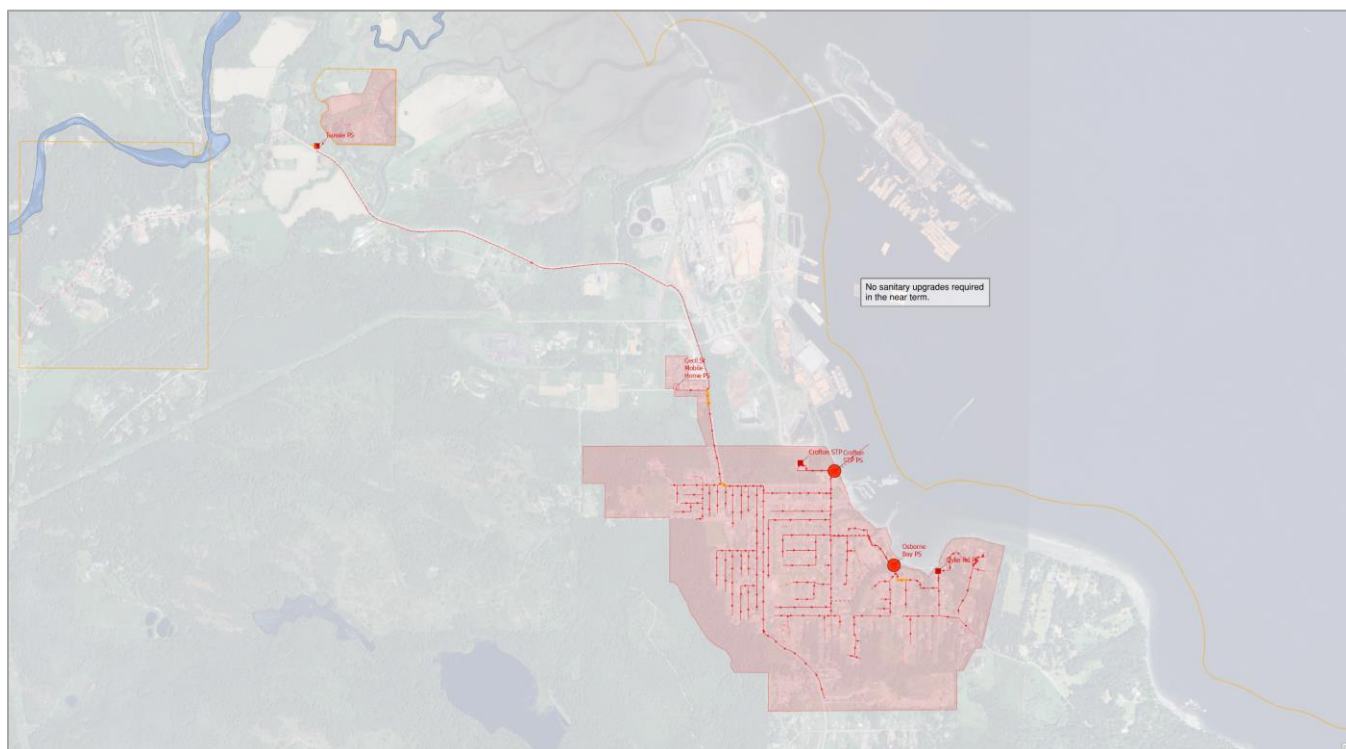 No sanitary upgrades required
in the near term.
Cecil St
Mobile
Home PS
Crofton STP
Crofton
STP PS
Osborne
Bay PS